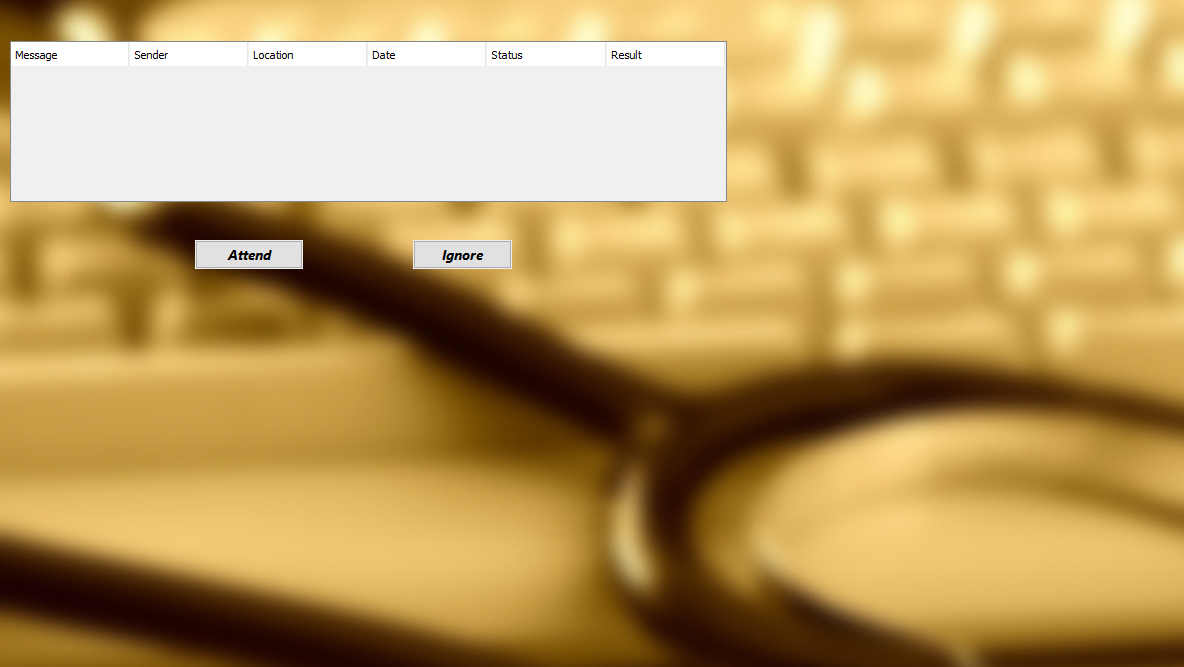 Message Sender Location Date Status Result
Attend Ignore